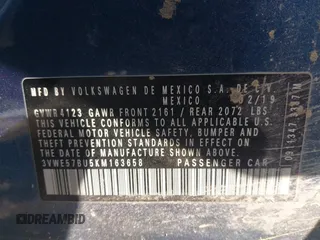 MFD BY VOLKSWAGEN DE MEXICO S.A. DE C.V.
MEXICO 12/19
GVWR 4123 GAWR FRONT 2161 / REAR 2072 LBS
THIS VEHICLE CONFORMS TO ALL APPLICABLE U.S.
FEDERAL MOTOR VEHICLE SAFETY, BUMPER AND
THEFT PREVENTION STANDARDS IN EFFECT ON
THE DATE OF MANUFACTURE SHOWN ABOVE.
PASSENGER CAR
DREAMBID